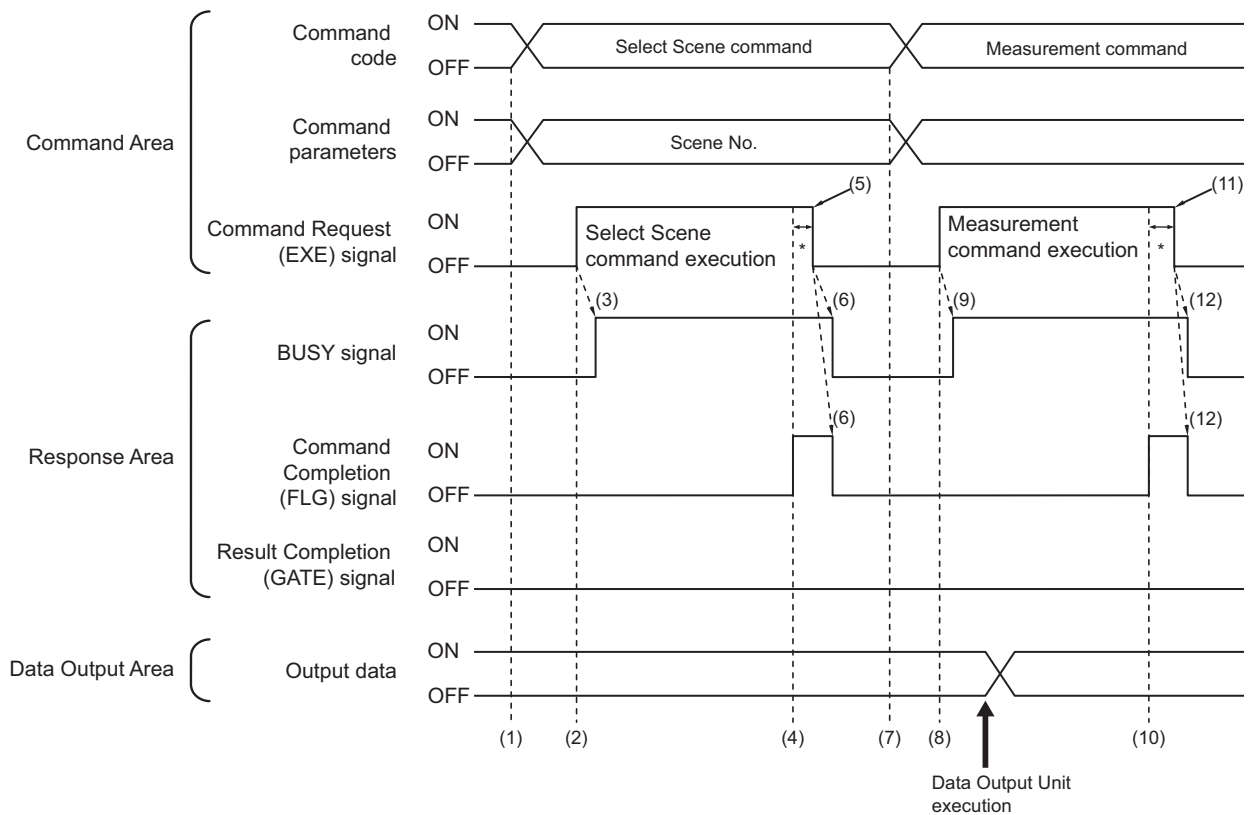 Command Area
Command
code
ON
OFF
Select Scene command
Measurement command
Command
parameters
ON
OFF
Scene No.
Command Request
(EXE) signal
ON
OFF
Select Scene
command execution
*
(5)
Measurement
command execution
*
(11)
Response Area
BUSY signal
ON
OFF
(3)
(6)
(9)
(12)
Command
Completion
(FLG) signal
ON
OFF
(6)
(12)
Result Completion
(GATE) signal
ON
OFF
Data Output Area
Output data
ON
OFF
(1)
(2)
(4)
(7)
(8)
(10)
Data Output Unit
execution